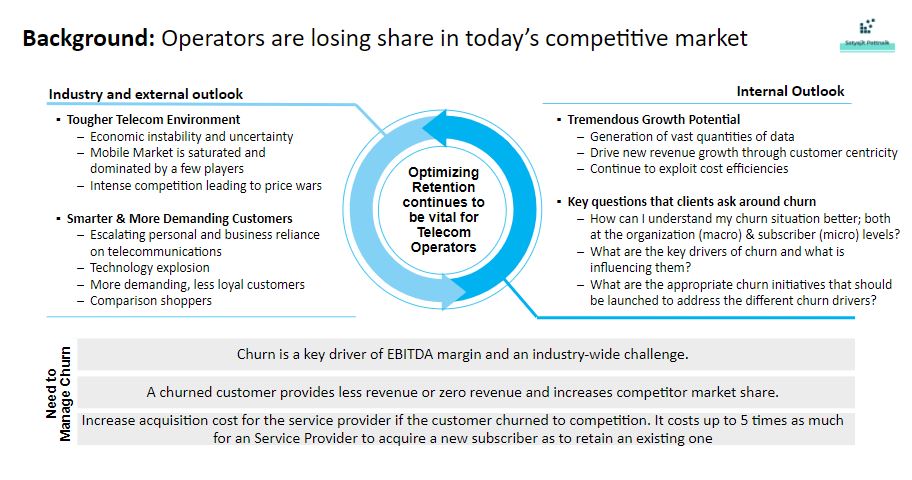 Background: Operators are losing share in today's competitive market
Satyajit Pattnaik
Industry and external outlook
▪ Tougher Telecom Environment
– Economic instability and uncertainty
– Mobile Market is saturated and
dominated by a few players
– Intense competition leading to price wars
▪ Smarter & More Demanding Customers
– Escalating personal and business reliance
on telecommunications
– Technology explosion
– More demanding, less loyal customers
– Comparison shoppers
Optimizing
Retention
continues to
be vital for
Telecom
Operators
Internal Outlook
▪ Tremendous Growth Potential
– Generation of vast quantities of data
– Drive new revenue growth through customer centricity
– Continue to exploit cost efficiencies
▪ Key questions that clients ask around churn
– How can I understand my churn situation better; both
at the organization (macro) & subscriber (micro) levels?
– What are the key drivers of churn and what is
influencing them?
– What are the appropriate churn initiatives that should
be launched to address the different churn drivers?
Need to
Manage Churn
Churn is a key driver of EBITDA margin and an industry-wide challenge.
A churned customer provides less revenue or zero revenue and increases competitor market share.
Increase acquisition cost for the service provider if the customer churned to competition. It costs up to 5 times as much
for an Service Provider to acquire a new subscriber as to retain an existing one